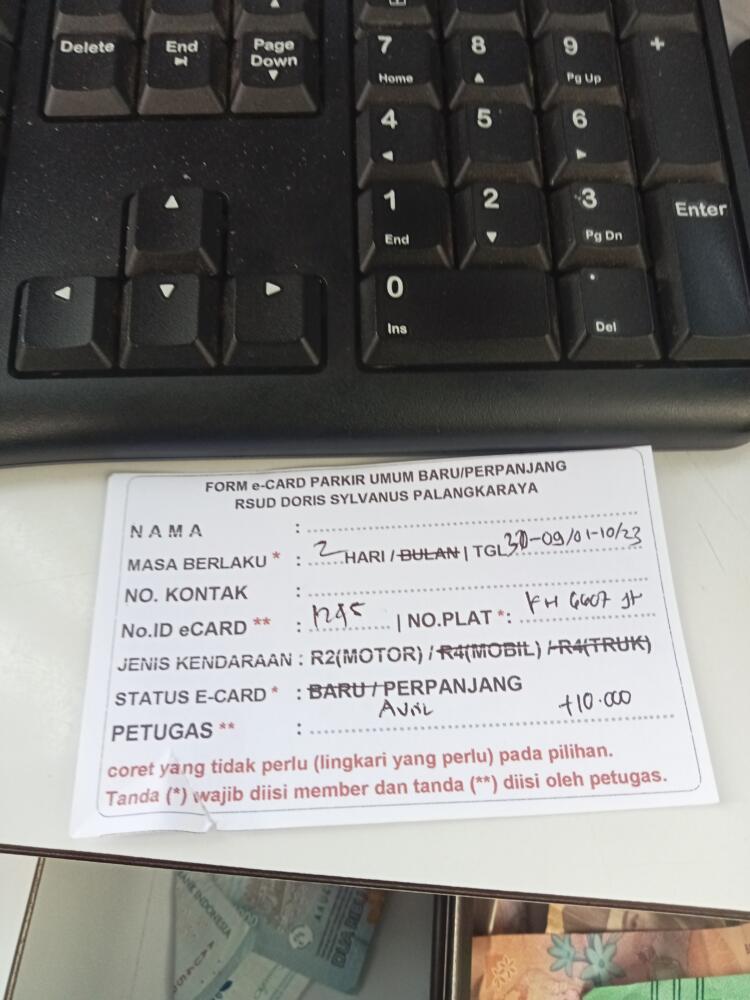 Delete End Page Down
7 Home 8 9 Pg Up +
4 5 6
1 End 2 3 Pg Dn Enter
0 Ins . Del
FORM e-CARD PARKIR UMUM BARU/PERPANJANG
RSUD DORIS SYLVANUS PALANGKARAYA
NAMA :
MASA BERLAKU * : 2 HARI / BULAN | TGL 30-09/01-10/23
NO. KONTAK :
No.ID eCARD ** : 1295 | NO.PLAT *: KH 6607
JENIS KENDARAAN : R2(MOTOR) / R4(MOBIL) / R4(TRUK)
STATUS E-CARD * : BARU / PERPANJANG
PETUGAS ** : +10.000
coret yang tidak perlu (lingkari yang perlu) pada pilihan.
Tanda (*) wajib diisi member dan tanda (**) diisi oleh petugas.
BANK INDONESIA
DUA RIBU